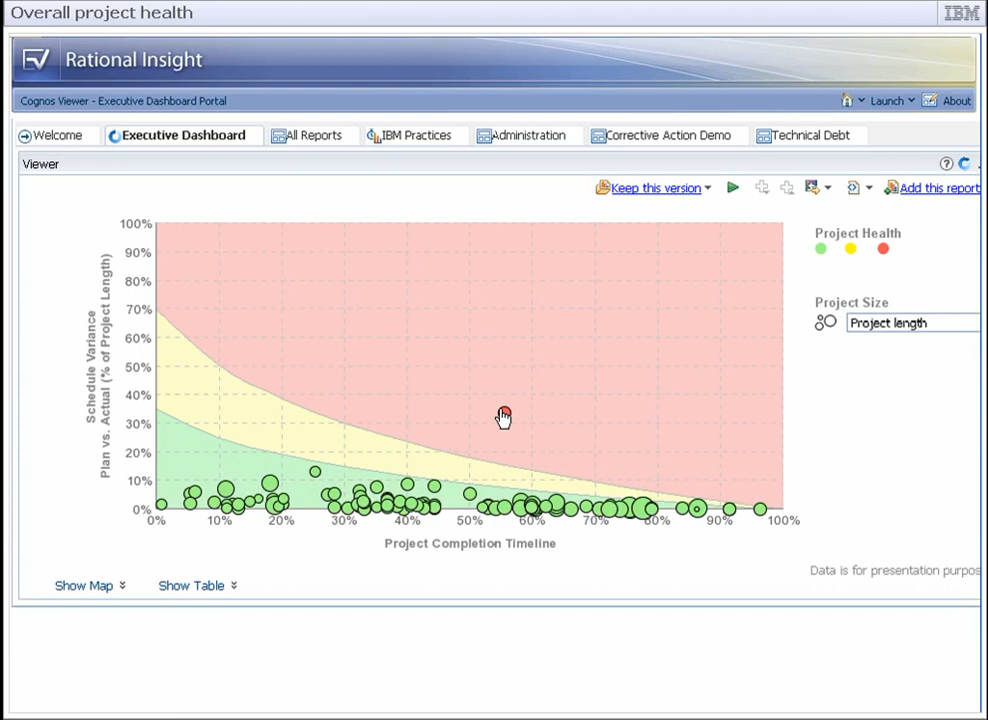 Overall project health
IBM
Rational Insight
Cognos Viewer - Executive Dashboard Portal
Launch
About
Welcome
Executive Dashboard
All Reports
IBM Practices
Administration
Corrective Action Demo
Technical Debt
Viewer
Keep this version
Add this report
100%
90%
80%
70%
60%
50%
40%
30%
20%
10%
0%
Schedule Variance
Plan vs. Actual (% of Project Length)
0% 10% 20% 30% 40% 50% 60% 70% 80% 90% 100%
Project Completion Timeline
Project Health
Project Size
Project length
Data is for presentation purpos
Show Map
Show Table